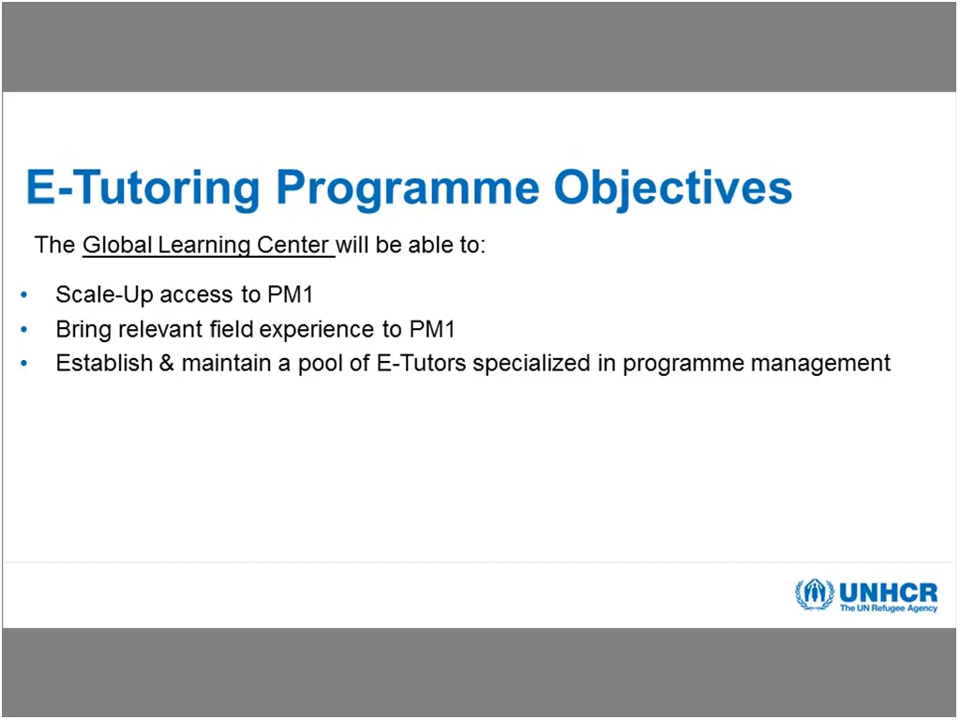 E-Tutoring Programme Objectives
The Global Learning Center will be able to:
• Scale-Up access to PM1
• Bring relevant field experience to PM1
• Establish & maintain a pool of E-Tutors specialized in programme management
UNHCR
The UN Refugee Agency